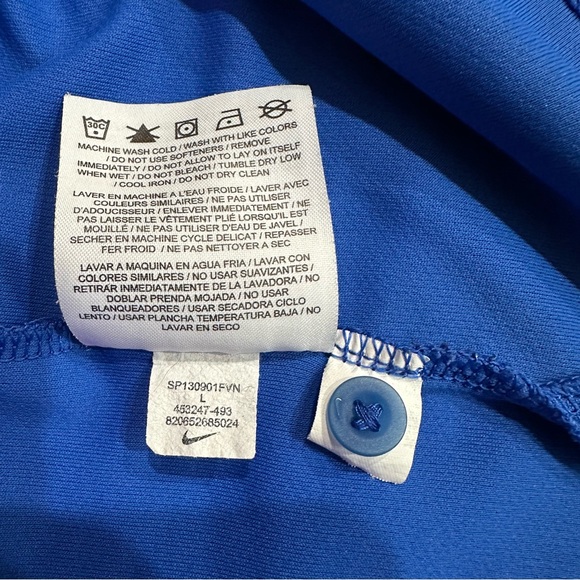 30C
MACHINE WASH COLD / WASH WITH LIKE COLORS
/ DO NOT USE SOFTENERS / REMOVE
IMMEDIATELY / DO NOT ALLOW TO LAY ON ITSELF
WHEN WET / DO NOT BLEACH / TUMBLE DRY LOW
/ COOL IRON / DO NOT DRY CLEAN
LAVER EN MACHINE A L'EAU FROIDE / LAVER AVEC
COULEURS SIMILAIRES / NE PAS UTILISER
D'ADOUCISSEUR / ENLEVER IMMEDIATEMENT / NE
PAS LAISSER LE VÊTEMENT PLIÉ LORSQU'IL EST
MOUILLÉ / NE PAS UTILISER D'EAU DE JAVEL /
SECHER EN MACHINE CYCLE DELICAT / REPASSER
FER FROID / NE PAS NETTOYER A SEC
LAVAR A MAQUINA EN AGUA FRIA / LAVAR CON
COLORES SIMILARES / NO USAR SUAVIZANTES /
RETIRAR INMEDIATAMENTE DE LA LAVADORA / NO
DOBLAR PRENDA MOJADA / NO USAR
BLANQUEADORES / USAR SECADORA CICLO
LENTO / USAR PLANCHA TEMPERATURA BAJA / NO
LAVAR EN SECO
SP130901FVN
L
453247-493
820652685024